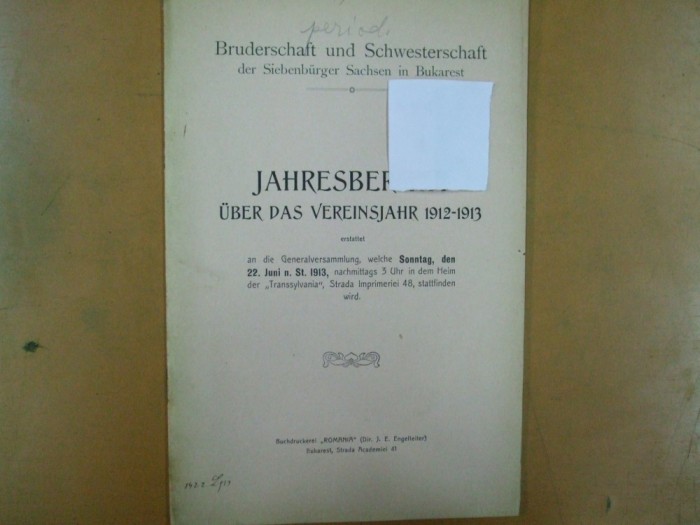 period.
Bruderschaft und Schwesterschaft
der Siebenbürger Sachsen in Bukarest
ÜBER DAS VEREINSJAHR 1912-1913
erstattet
an die Generalversammlung, welche Sonntag, den
22. Juni n. St. 1913, nachmittags 3 Uhr in dem Heim
der „Transsylvania“, Strada Imprimeriei 48, stattfinden
wird.
Buchdruckerei „ROMANIA“ (Dir. J. E. Engelleiter)
Bukarest, Strada Academiei 41